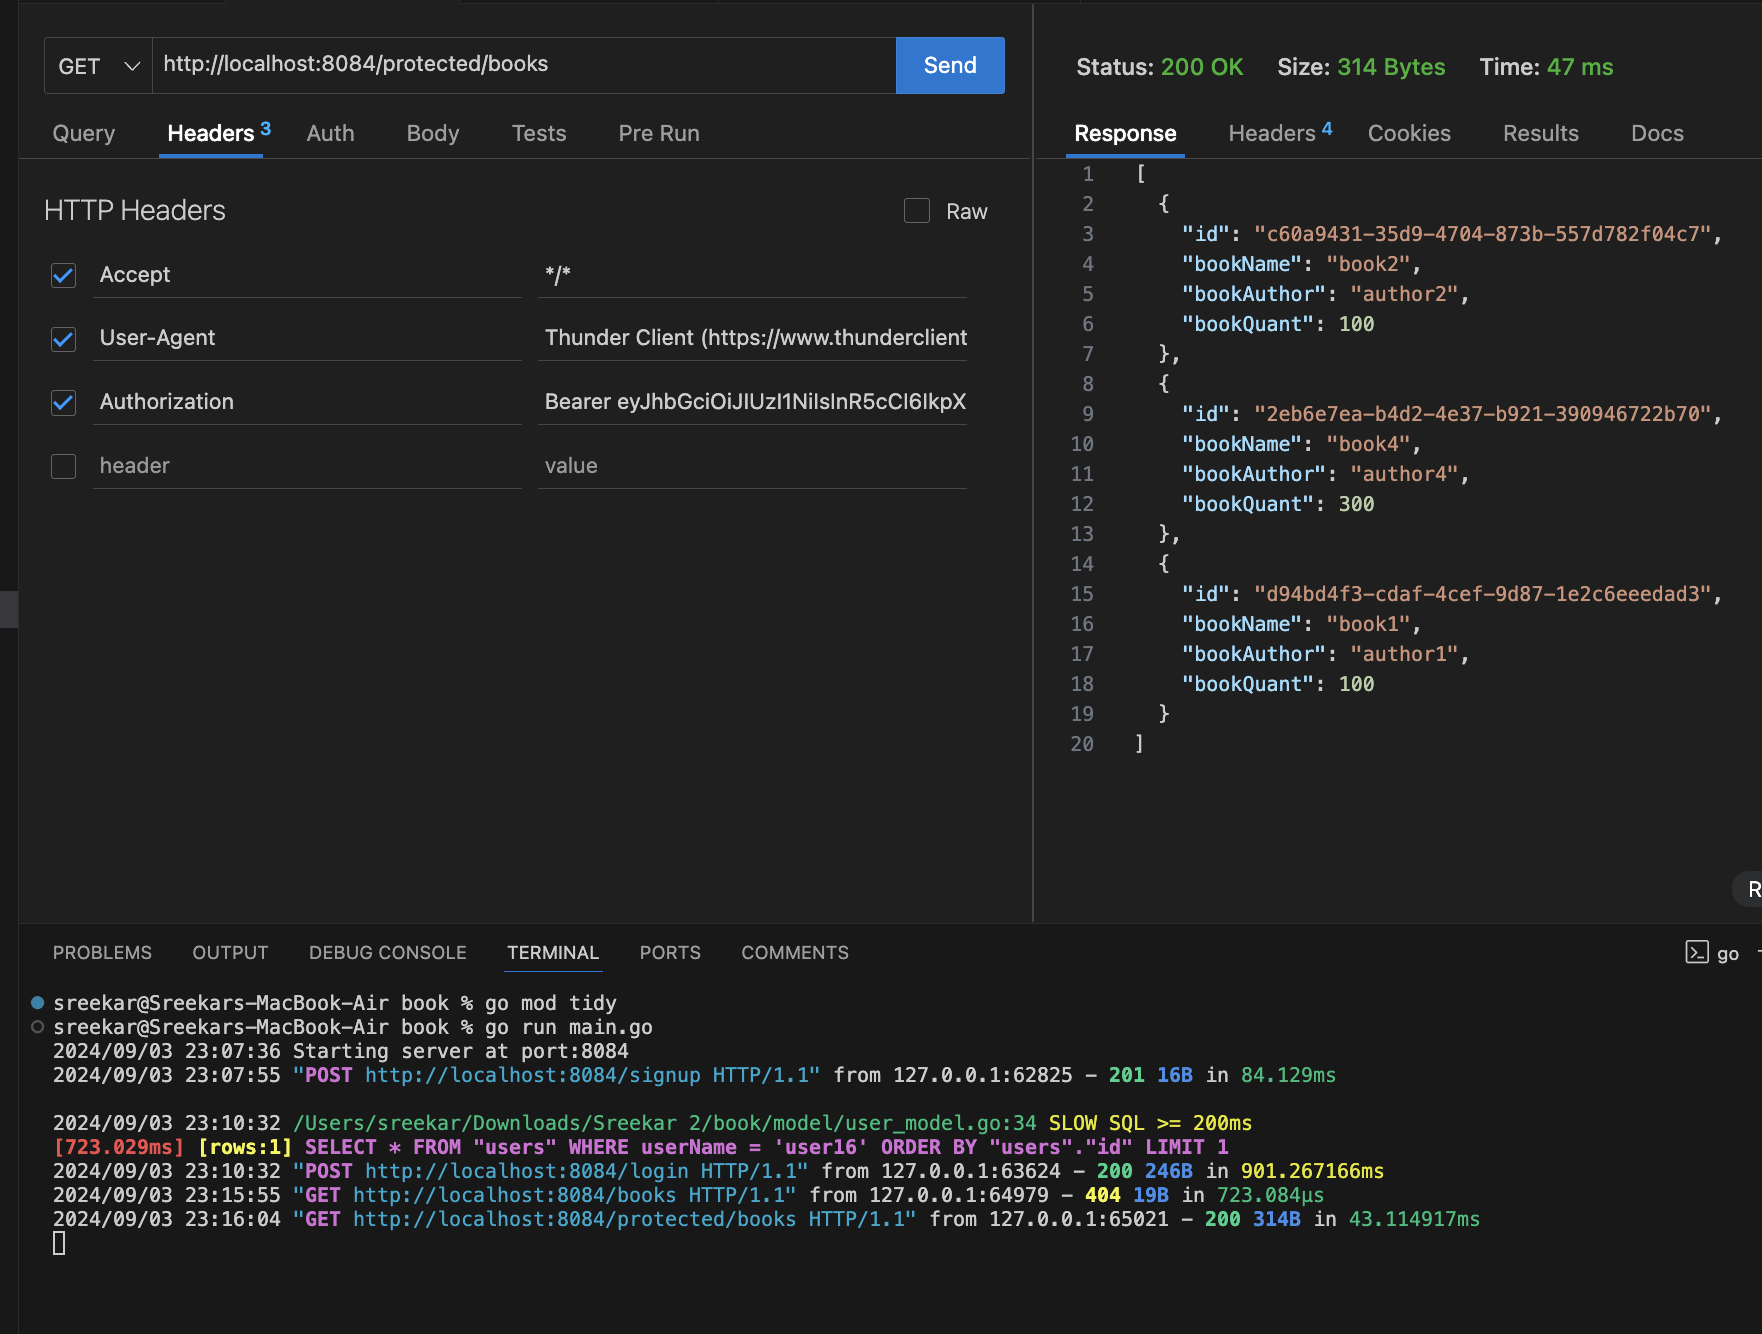 GET http://localhost:8084/protected/books Send
Query Headers 3 Auth Body Tests Pre Run
HTTP Headers Raw
Accept */*
User-Agent Thunder Client (https://www.thunderclient
Authorization Bearer eyJhbGciOiJIUzI1NiIsInR5cCI6IkpX
header value
Status: 200 OK Size: 314 Bytes Time: 47 ms
Response Headers 4 Cookies Results Docs
1 [
2 {
3 "id": "c60a9431-35d9-4704-873b-557d782f04c7",
4 "bookName": "book2",
5 "bookAuthor": "author2",
6 "bookQuant": 100
7 },
8 {
9 "id": "2eb6e7ea-b4d2-4e37-b921-390946722b70",
10 "bookName": "book4",
11 "bookAuthor": "author4",
12 "bookQuant": 300
13 },
14 {
15 "id": "d94bd4f3-cdaf-4cef-9d87-1e2c6eeedad3",
16 "bookName": "book1",
17 "bookAuthor": "author1",
18 "bookQuant": 100
19 }
20 ]
R
PROBLEMS OUTPUT DEBUG CONSOLE TERMINAL PORTS COMMENTS go
sreekar@Sreekars-MacBook-Air book % go mod tidy
sreekar@Sreekars-MacBook-Air book % go run main.go
2024/09/03 23:07:36 Starting server at port:8084
2024/09/03 23:07:55 "POST http://localhost:8084/signup HTTP/1.1" from 127.0.0.1:62825 - 201 16B in 84.129ms
2024/09/03 23:10:32 /Users/sreekar/Downloads/Sreekar 2/book/model/user_model.go:34 SLOW SQL >= 200ms
[723.029ms] [rows:1] SELECT * FROM "users" WHERE userName = 'user16' ORDER BY "users"."id" LIMIT 1
2024/09/03 23:10:32 "POST http://localhost:8084/login HTTP/1.1" from 127.0.0.1:63624 - 200 246B in 901.267166ms
2024/09/03 23:15:55 "GET http://localhost:8084/books HTTP/1.1" from 127.0.0.1:64979 - 404 19B in 723.084µs
2024/09/03 23:16:04 "GET http://localhost:8084/protected/books HTTP/1.1" from 127.0.0.1:65021 - 200 314B in 43.114917ms